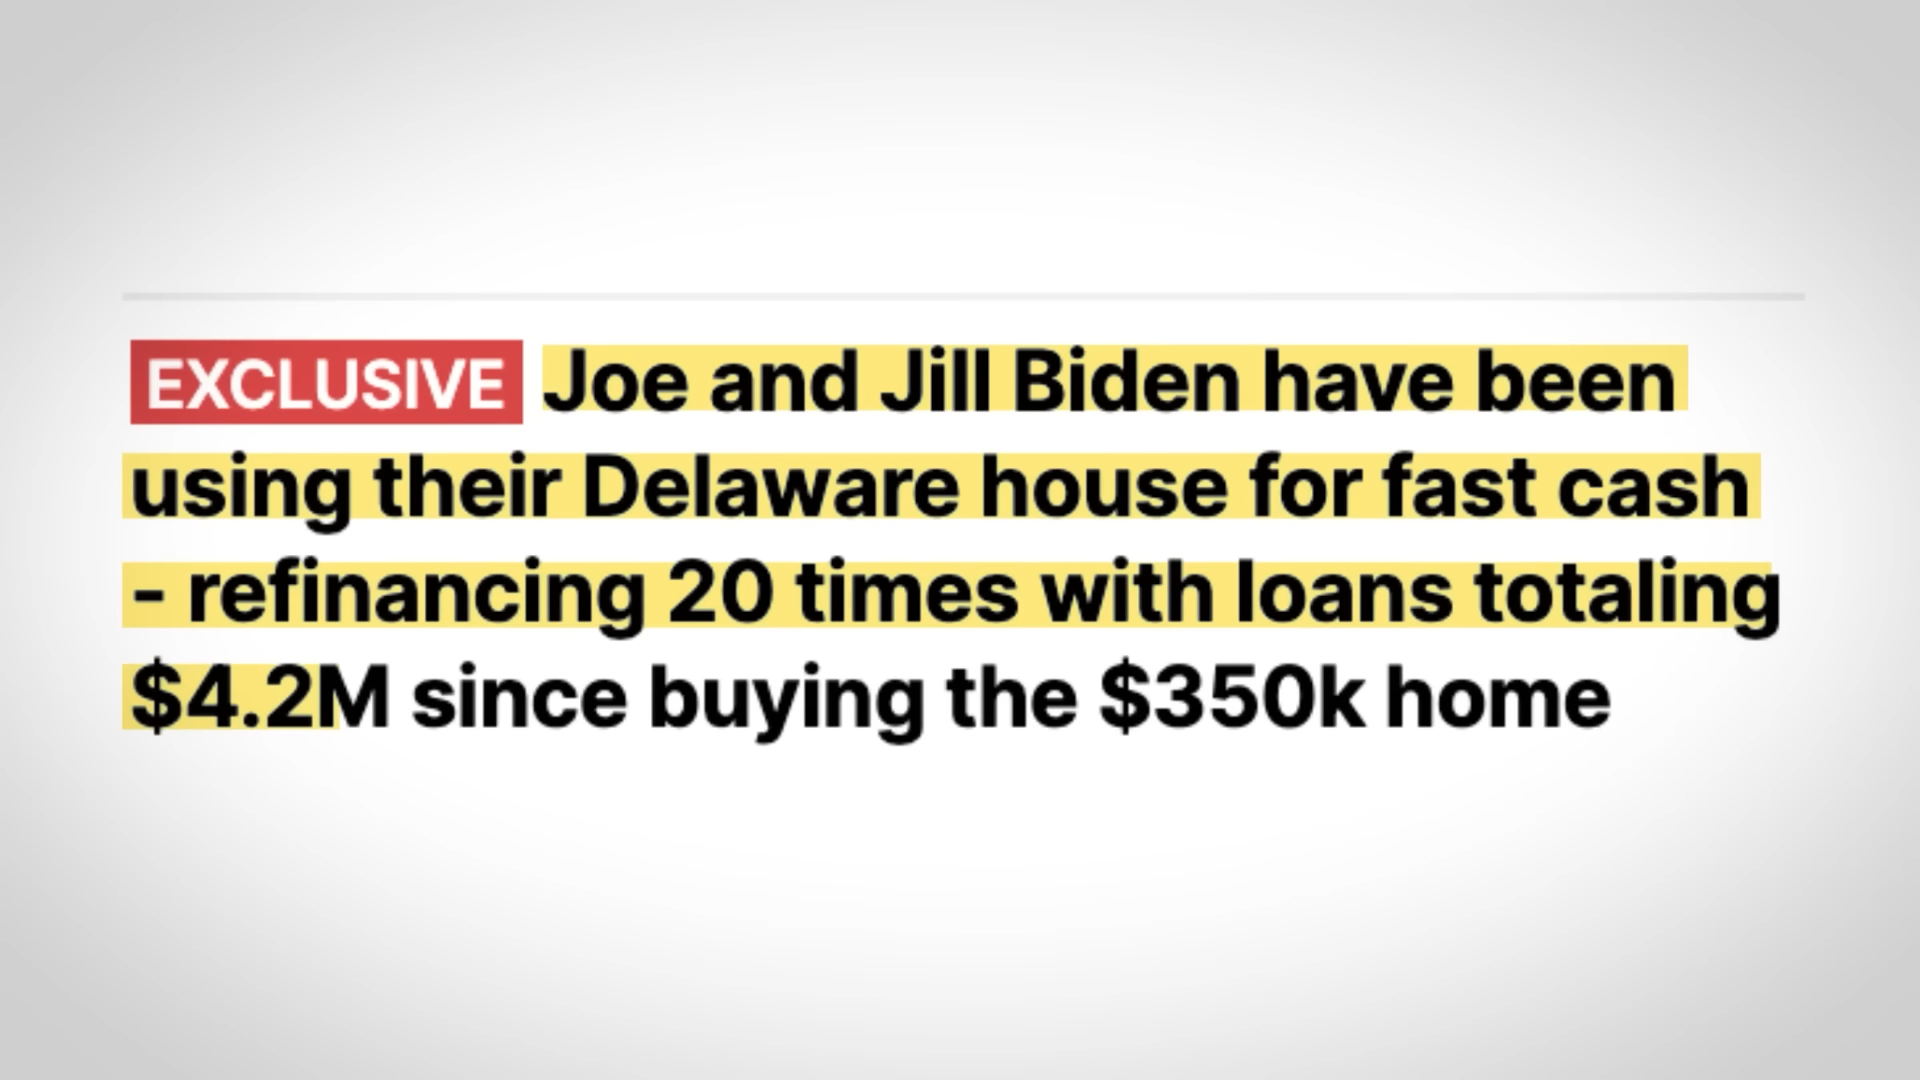 EXCLUSIVE Joe and Jill Biden have been
using their Delaware house for fast cash
- refinancing 20 times with loans totaling
$4.2M since buying the $350k home